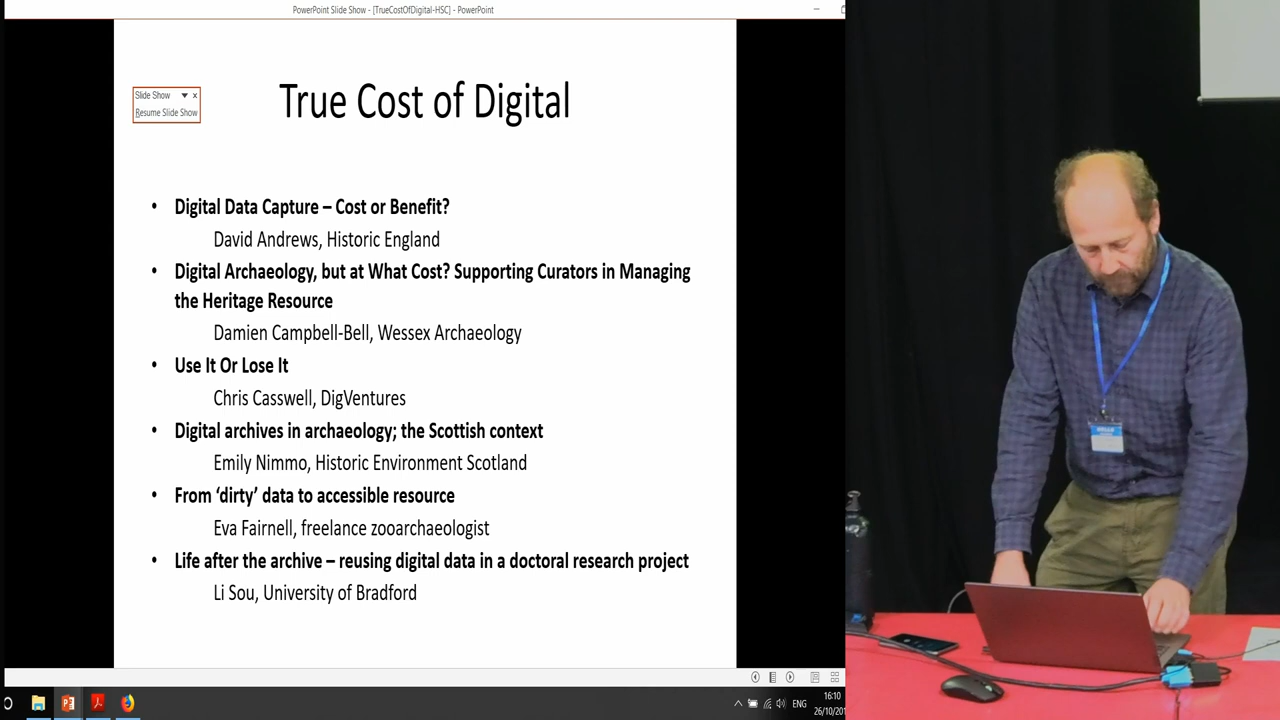 PowerPoint Slide Show - [TrueCostOfDigital-HSC] - PowerPoint
Slide Show
Resume Slide Show
True Cost of Digital
• Digital Data Capture – Cost or Benefit?
David Andrews, Historic England
• Digital Archaeology, but at What Cost? Supporting Curators in Managing
the Heritage Resource
Damien Campbell-Bell, Wessex Archaeology
• Use It Or Lose It
Chris Casswell, DigVentures
• Digital archives in archaeology; the Scottish context
Emily Nimmo, Historic Environment Scotland
• From ‘dirty’ data to accessible resource
Eva Fairnell, freelance zooarchaeologist
• Life after the archive – reusing digital data in a doctoral research project
Li Sou, University of Bradford
ENG
16:10
26/10/201
HELLO